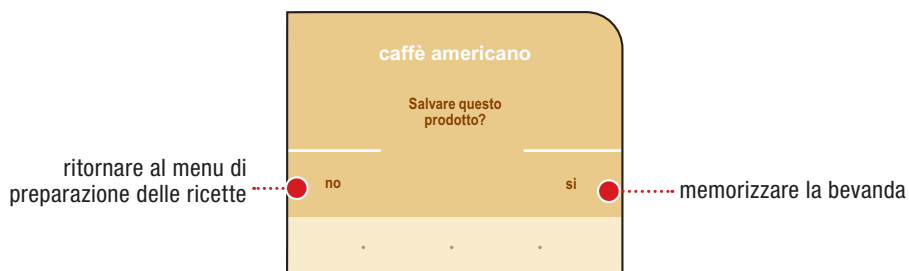 caffè americano
Salvare questo
prodotto?
ritornare al menu di
preparazione delle ricette
no
si
memorizzare la bevanda